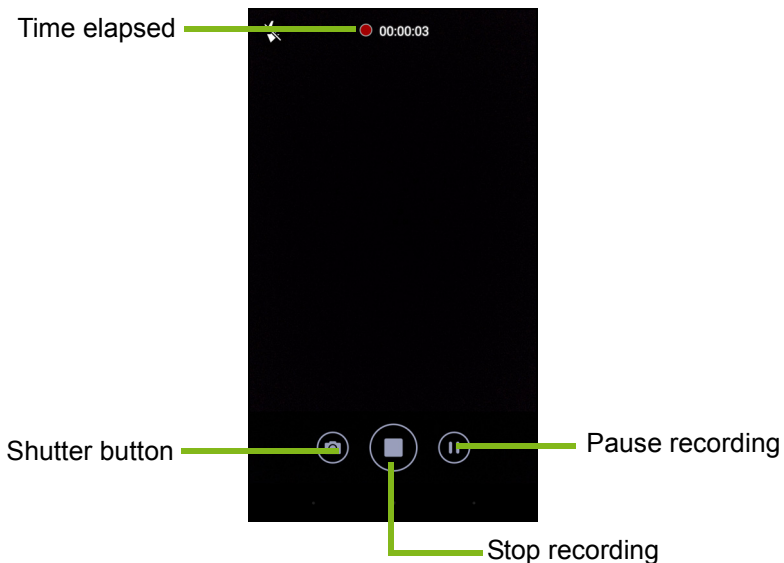 Time elapsed
00:00:03
Shutter button
Pause recording
Stop recording